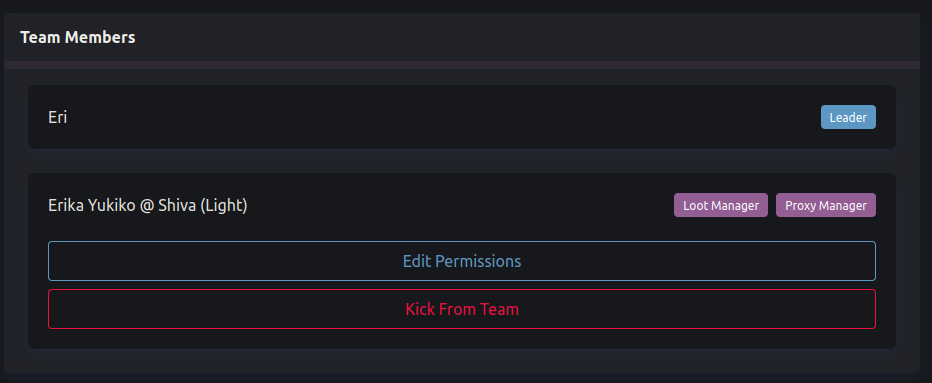 Team Members
Eri Leader
Erika Yukiko @ Shiva (Light) Loot Manager Proxy Manager
Edit Permissions
Kick From Team